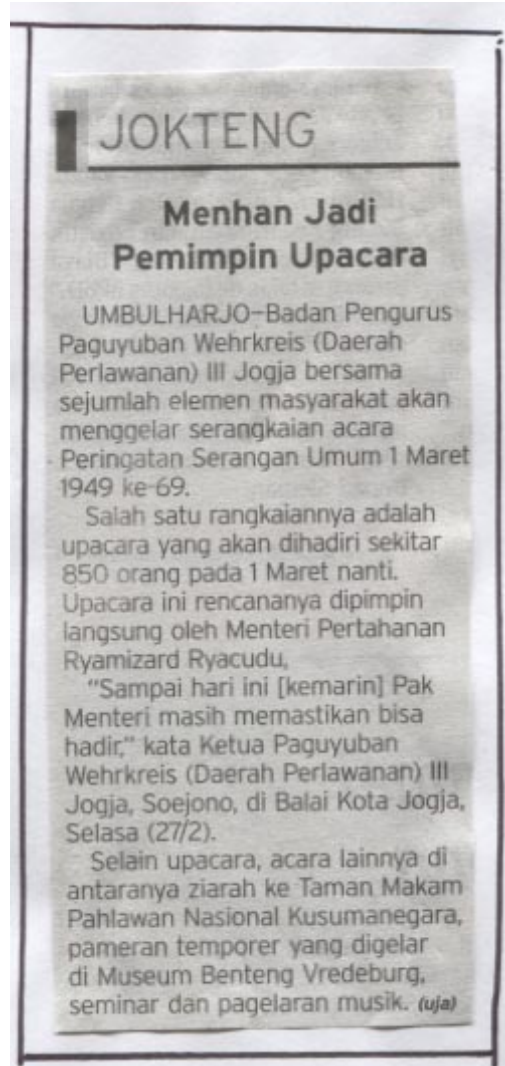 JOKTENG
Menhan Jadi
Pemimpin Upacara
UMBULHARJO–Badan Pengurus
Paguyuban Wehrkreis (Daerah
Perlawanan) III Jogja bersama
sejumlah elemen masyarakat akan
menggelar serangkaian acara
Peringatan Serangan Umum 1 Maret
1949 ke-69.
Salah satu rangkaiannya adalah
upacara yang akan dihadiri sekitar
850 orang pada 1 Maret nanti.
Upacara ini rencananya dipimpin
langsung oleh Menteri Pertahanan
Ryamizard Ryacudu,
“Sampai hari ini [kemarin] Pak
Menteri masih memastikan bisa
hadir,” kata Ketua Paguyuban
Wehrkreis (Daerah Perlawanan) III
Jogja, Soejono, di Balai Kota Jogja,
Selasa (27/2).
Selain upacara, acara lainnya di
antaranya ziarah ke Taman Makam
Pahlawan Nasional Kusumanegara,
pameran temporer yang digelar
di Museum Benteng Vredeburg,
seminar dan pagelaran musik. (uja)